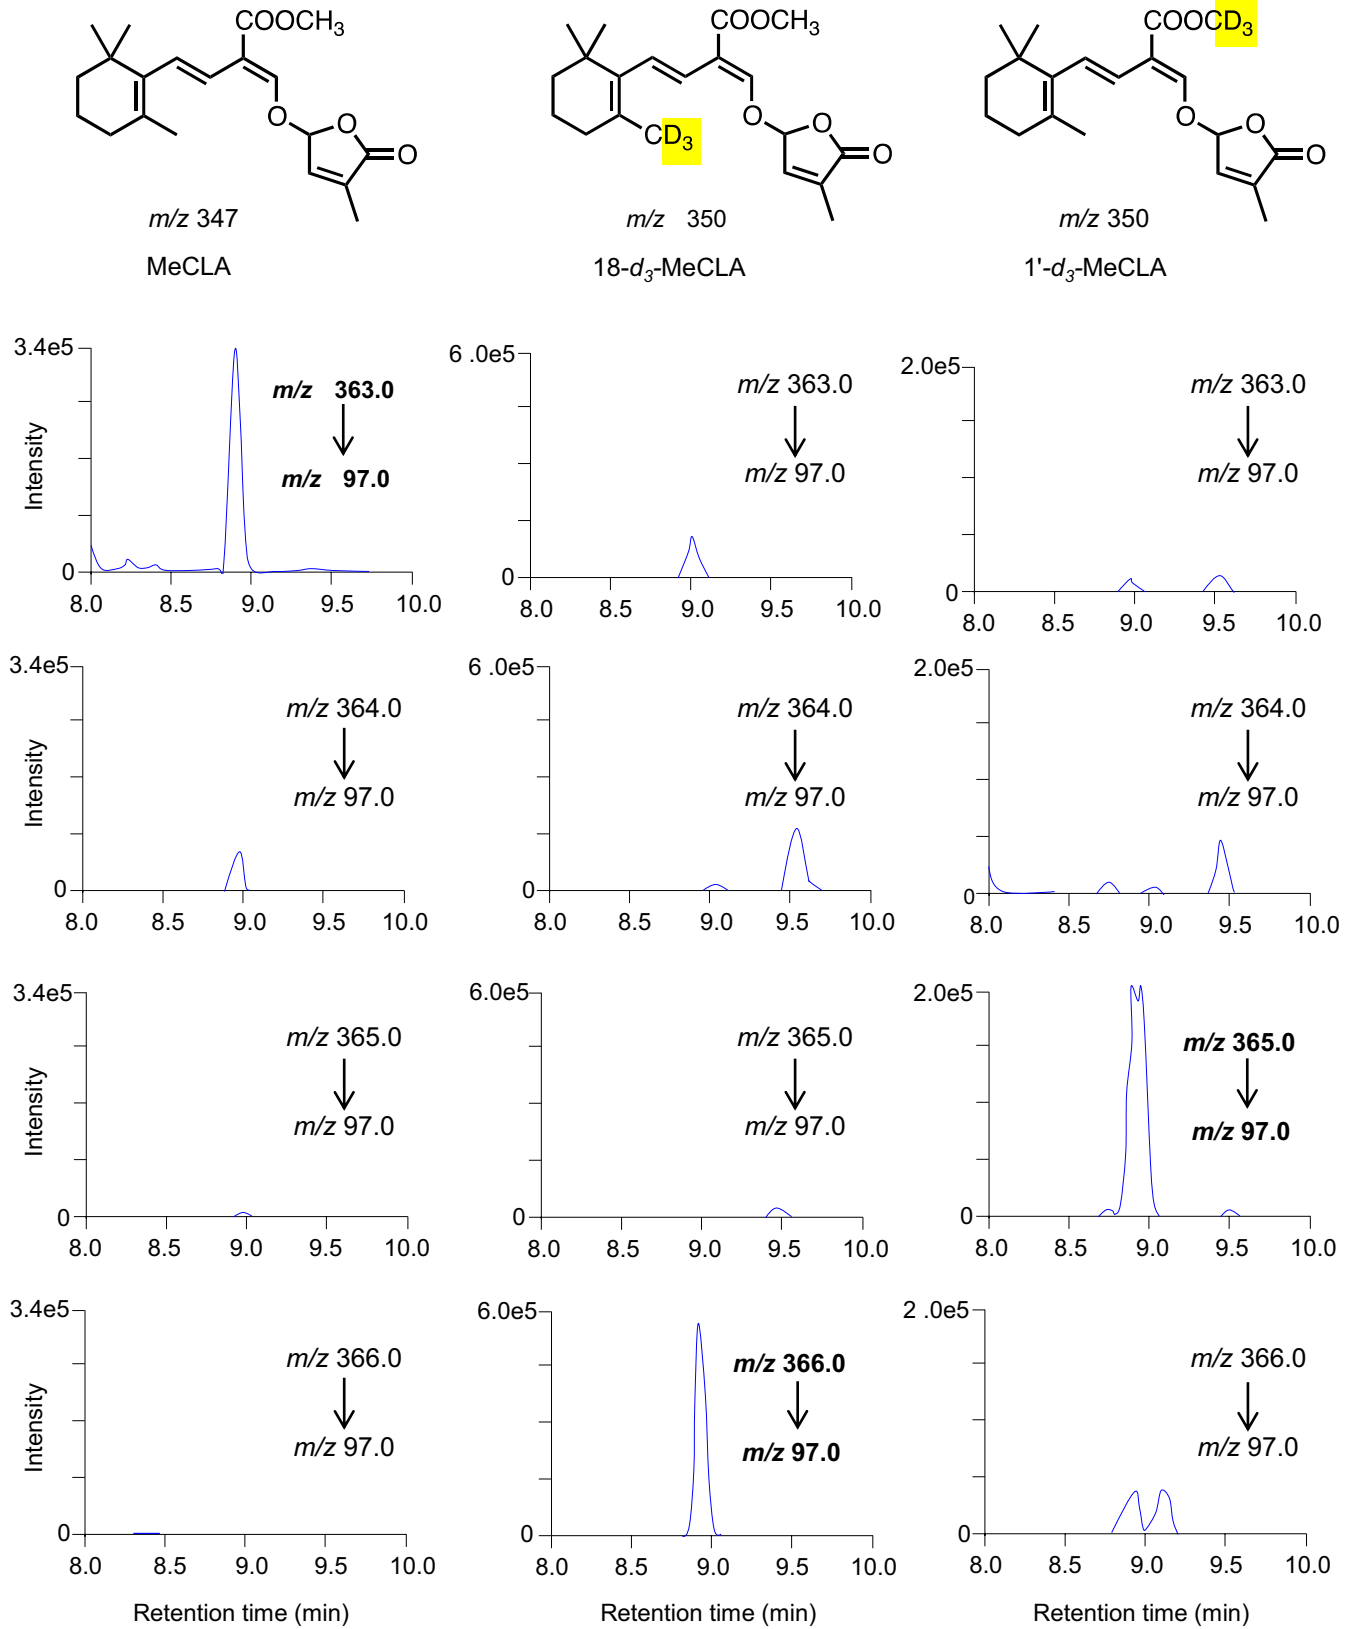 COOCH3 COOCH3 COOCD3
O O O O O O O O O
CD3
m/z 347 m/z 350 m/z 350
MeCLA 18-d3-MeCLA 1'-d3-MeCLA
3.4e5 6 .0e5 2.0e5
m/z 363.0 m/z 363.0 m/z 363.0
Intensity
m/z 97.0 m/z 97.0 m/z 97.0
0 0 0
8.0 8.5 9.0 9.5 10.0 8.0 8.5 9.0 9.5 10.0 8.0 8.5 9.0 9.5 10.0
3.4e5 6 .0e5 2.0e5
m/z 364.0 m/z 364.0 m/z 364.0
Intensity
m/z 97.0 m/z 97.0 m/z 97.0
0 0 0
8.0 8.5 9.0 9.5 10.0 8.0 8.5 9.0 9.5 10.0 8.0 8.5 9.0 9.5 10.0
3.4e5 6.0e5 2.0e5
m/z 365.0 m/z 365.0 m/z 365.0
Intensity
m/z 97.0 m/z 97.0 m/z 97.0
0 0 0
8.0 8.5 9.0 9.5 10.0 8.0 8.5 9.0 9.5 10.0 8.0 8.5 9.0 9.5 10.0
3.4e5 6.0e5 2 .0e5
m/z 366.0 m/z 366.0 m/z 366.0
Intensity
m/z 97.0 m/z 97.0 m/z 97.0
0 0 0
8.0 8.5 9.0 9.5 10.0 8.0 8.5 9.0 9.5 10.0 8.0 8.5 9.0 9.5 10.0
Retention time (min) Retention time (min) Retention time (min)